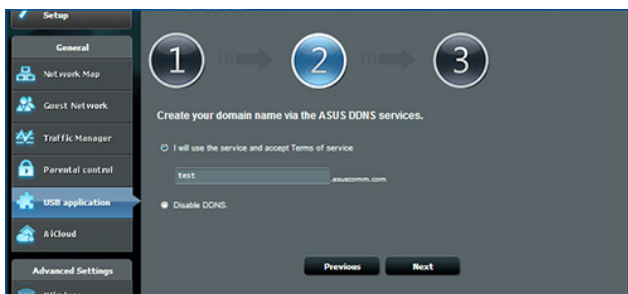 Setup
General
Network Map
Guest Network
Traffic Manager
Parental control
USB application
AiCloud
Advanced Settings
1
2
3
Create your domain name via the ASUS DDNS services.
I will use the service and accept Terms of service
test
.asuscomm.com
Disable DDNS.
Previous
Next